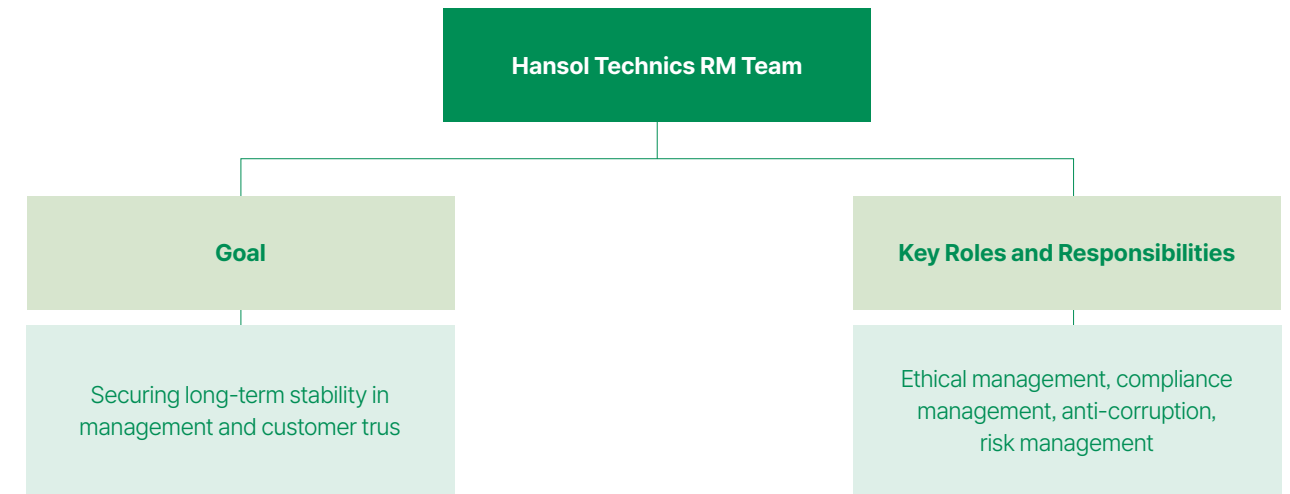 Hansol Technics RM Team
Goal
Key Roles and Responsibilities
Securing long-term stability in
management and customer trus
Ethical management, compliance
management, anti-corruption,
risk management